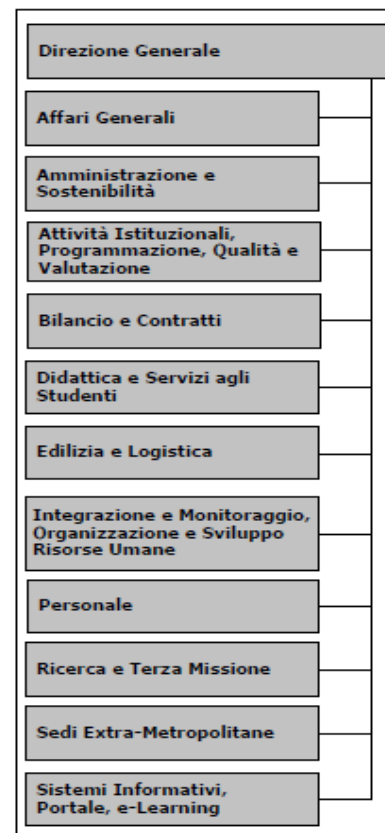 Direzione Generale
Affari Generali
Amministrazione e
Sostenibilità
Attività Istituzionali,
Programmazione, Qualità e
Valutazione
Bilancio e Contratti
Didattica e Servizi agli
Studenti
Edilizia e Logistica
Integrazione e Monitoraggio,
Organizzazione e Sviluppo
Risorse Umane
Personale
Ricerca e Terza Missione
Sedi Extra-Metropolitane
Sistemi Informativi,
Portale, e-Learning